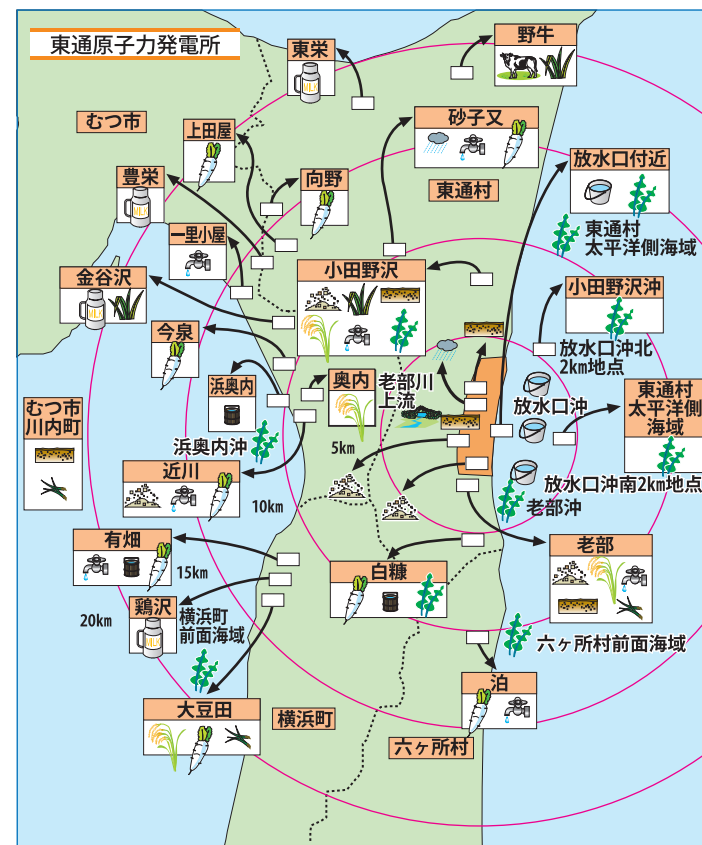 東通原子力発電所
東栄
野牛
むつ市
上田屋
砂子又
豊栄
向野
東通村
放水口付近
東通村
太平洋側海域
一里小屋
金谷沢
小田野沢
小田野沢沖
今泉
放水口沖北
2km地点
浜奥内
奥内
老部川
上流
放水口沖
東通村
太平洋側
海域
むつ市
川内町
浜奥内沖
5km
近川
放水口沖南2km地点
10km
老部沖
有畑
15km
白糠
老部
鶏沢
20km
横浜町
前面海域
六ヶ所村前面海域
大豆田
横浜町
泊
六ヶ所村
MILK
MILK
MILK
MILK